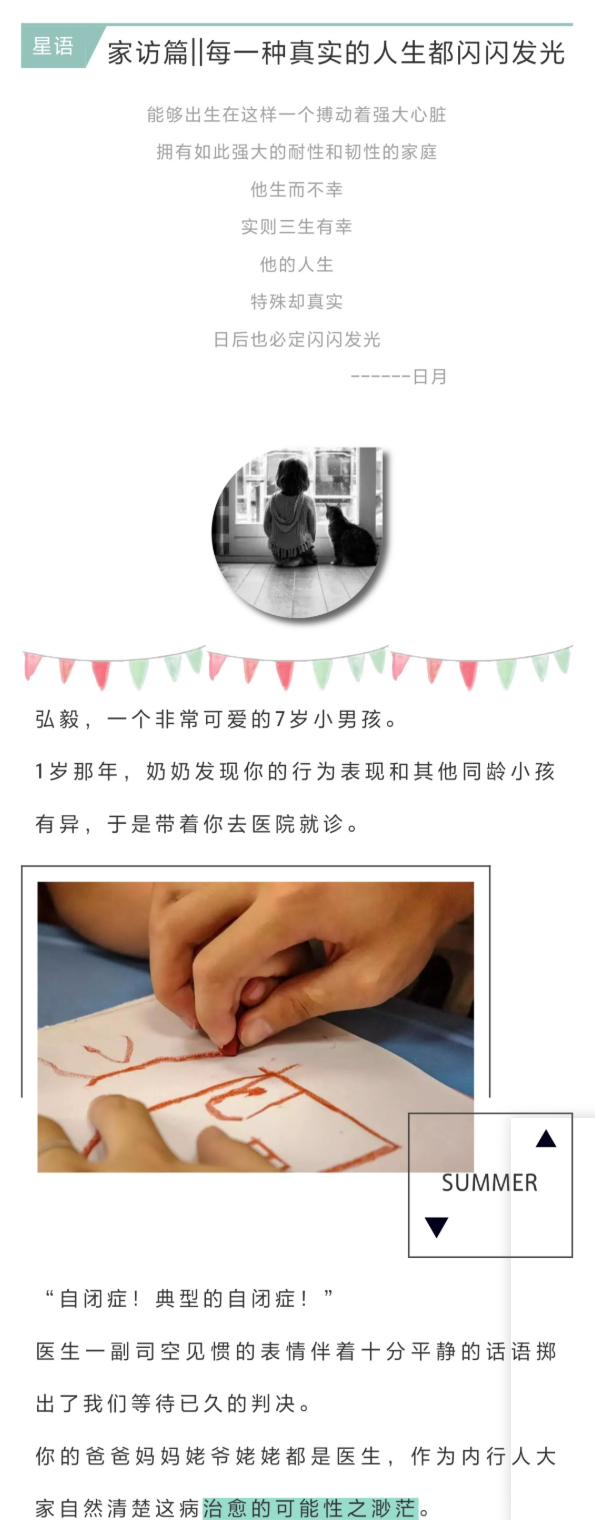 星语
家访篇||每一种真实的人生都闪闪发光
能够出生在这样一个搏动着强大心脏
拥有如此强大的耐性和韧性的家庭
他生而不幸
实则三生有幸
他的人生
特殊却真实
日后也必定闪闪发光
------日月
弘毅，一个非常可爱的7岁小男孩。
1岁那年，奶奶发现你的行为表现和其他同龄小孩
有异，于是带着你去医院就诊。
SUMMER
“自闭症！典型的自闭症！”
医生一副司空见惯的表情伴着十分平静的话语掷
出了我们等待已久的判决。
你的爸爸妈妈姥爷姥姥都是医生，作为内行人大
家自然清楚这病治愈的可能性之渺茫。